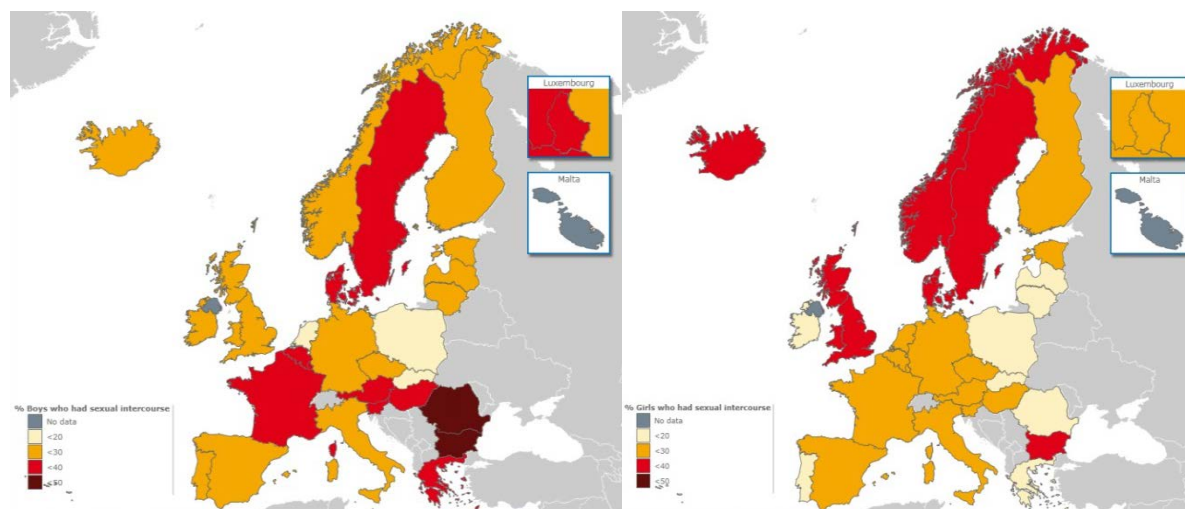 Luxembourg
Malta
% Boys who had sexual intercourse
No data
<20
<30
<40
<50
Luxembourg
Malta
% Girls who had sexual intercourse
No data
<20
<30
<40
<50